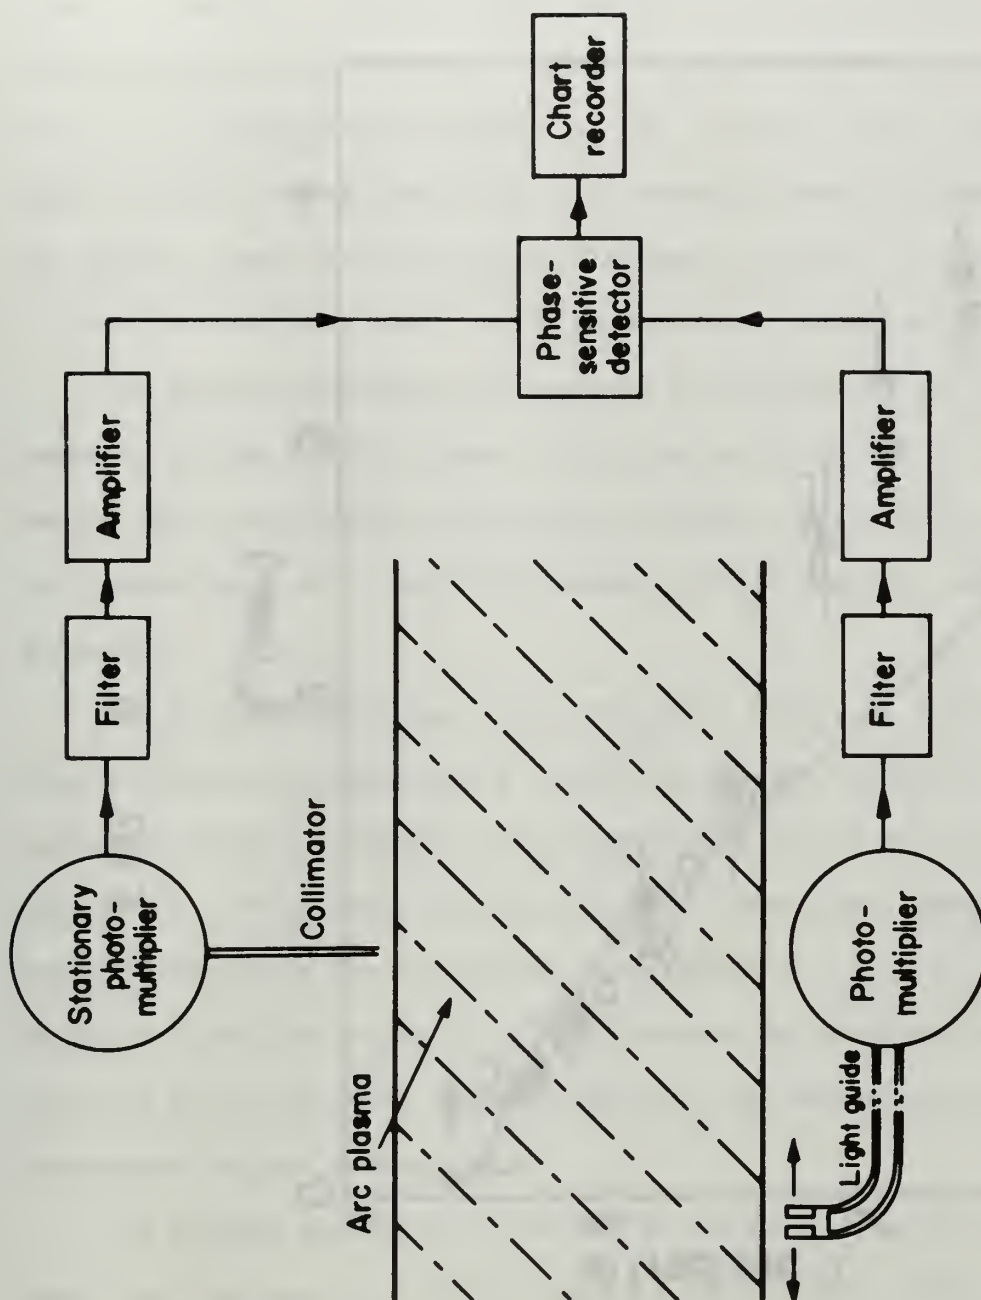 Stationary
photo-
multiplier
Filter
Amplifier
Collimator
Arc plasma
Phase-
sensitive
detector
Chart
recorder
Light guide
Photo-
multiplier
Filter
Amplifier